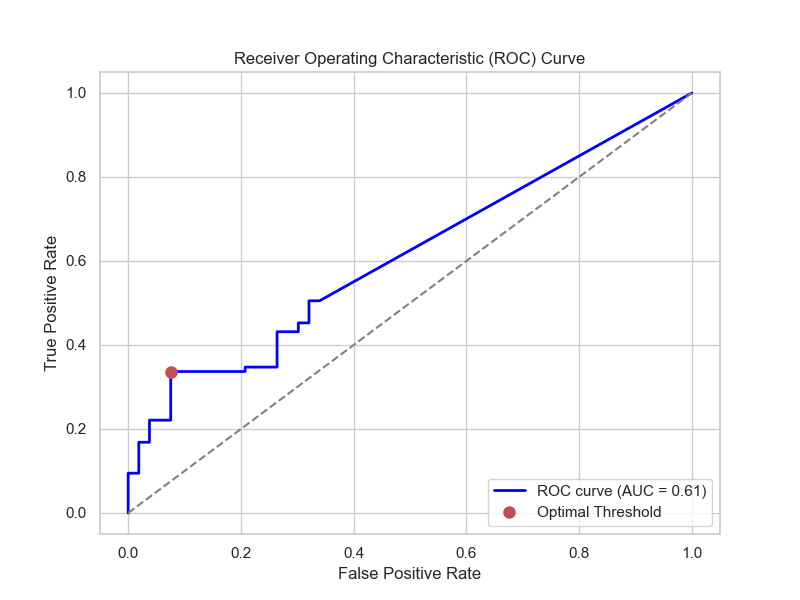 Receiver Operating Characteristic (ROC) Curve
1.0
0.8
0.6
0.4
0.2
0.0
True Positive Rate
0.0 0.2 0.4 0.6 0.8 1.0
False Positive Rate
ROC curve (AUC = 0.61)
Optimal Threshold